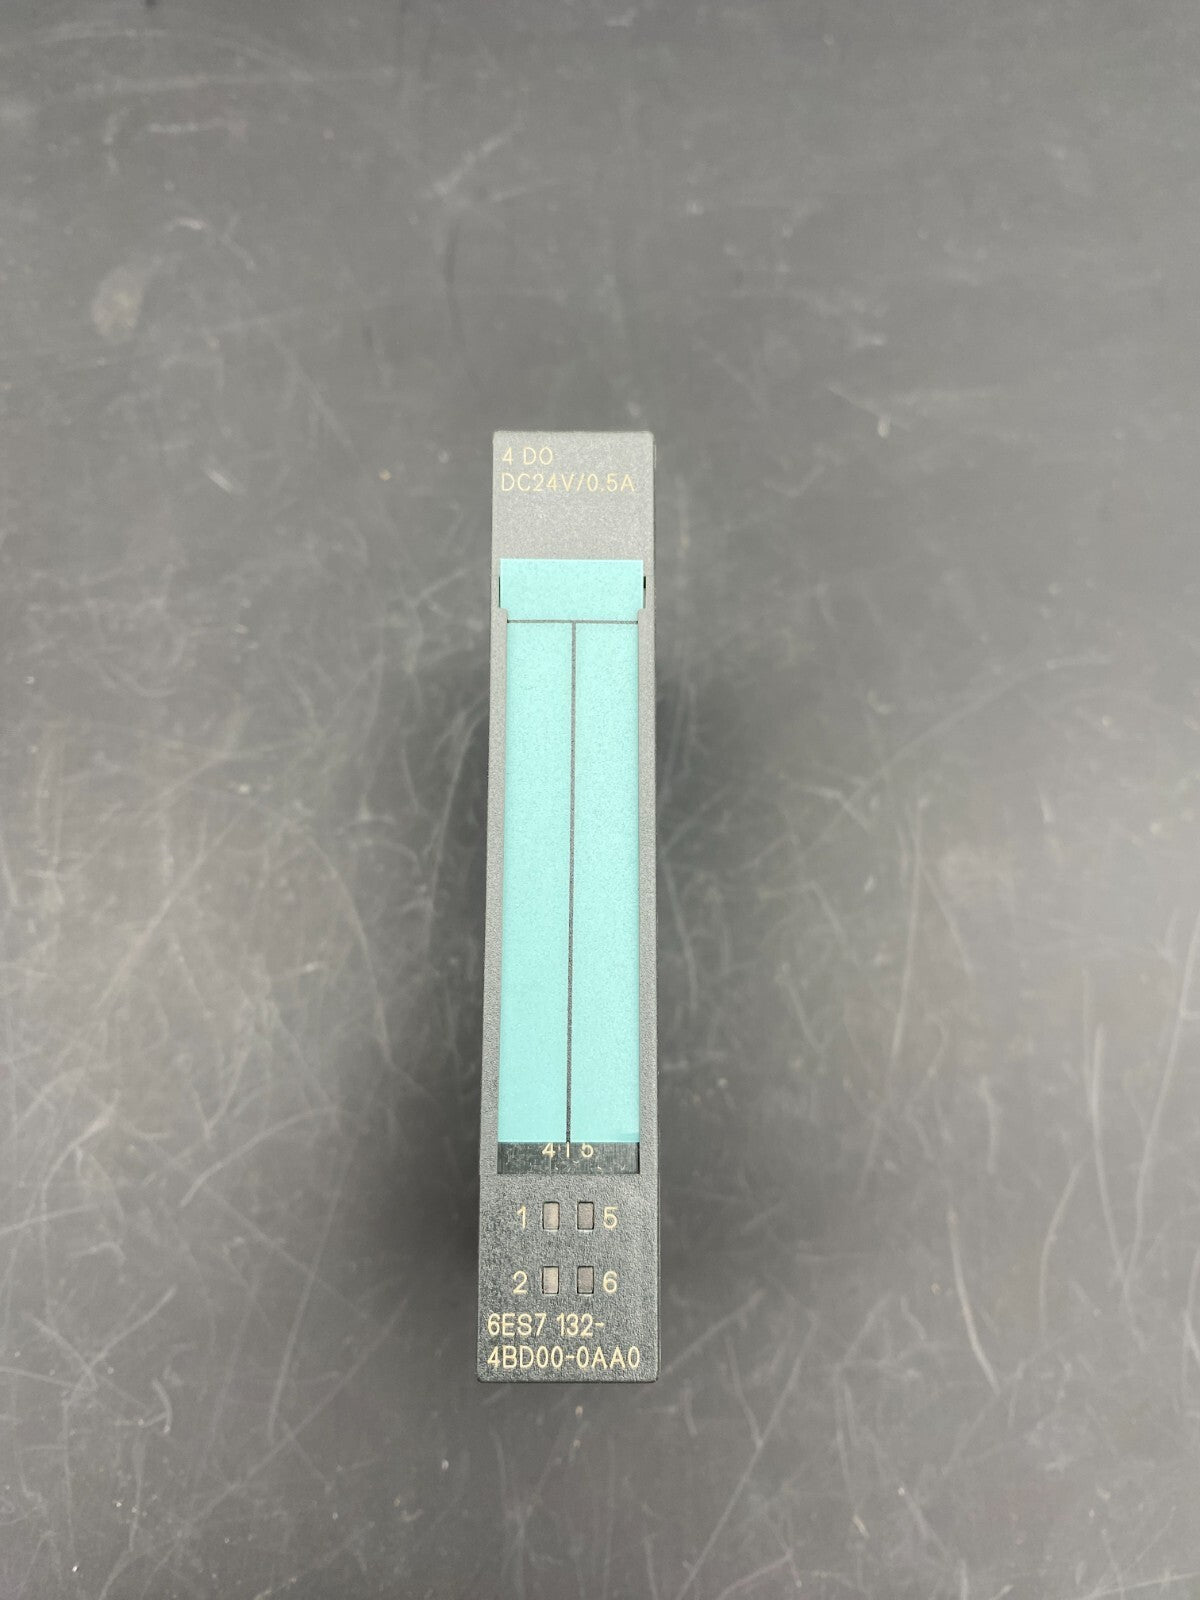 4 DO
DC24V/0.5A
1 5
2 6
6ES7 132-
4BD00-0AA0